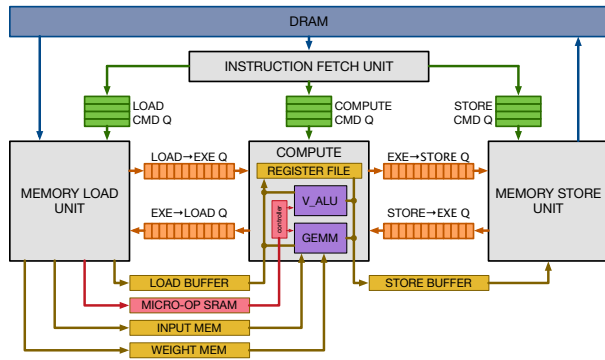 DRAM
INSTRUCTION FETCH UNIT
LOAD
CMD Q
COMPUTE
CMD Q
STORE
CMD Q
LOAD→EXE Q
COMPUTE
EXE→STORE Q
REGISTER FILE
MEMORY LOAD
UNIT
V_ALU
MEMORY STORE
UNIT
controller
EXE→LOAD Q
GEMM
STORE→EXE Q
LOAD BUFFER
STORE BUFFER
MICRO-OP SRAM
INPUT MEM
WEIGHT MEM